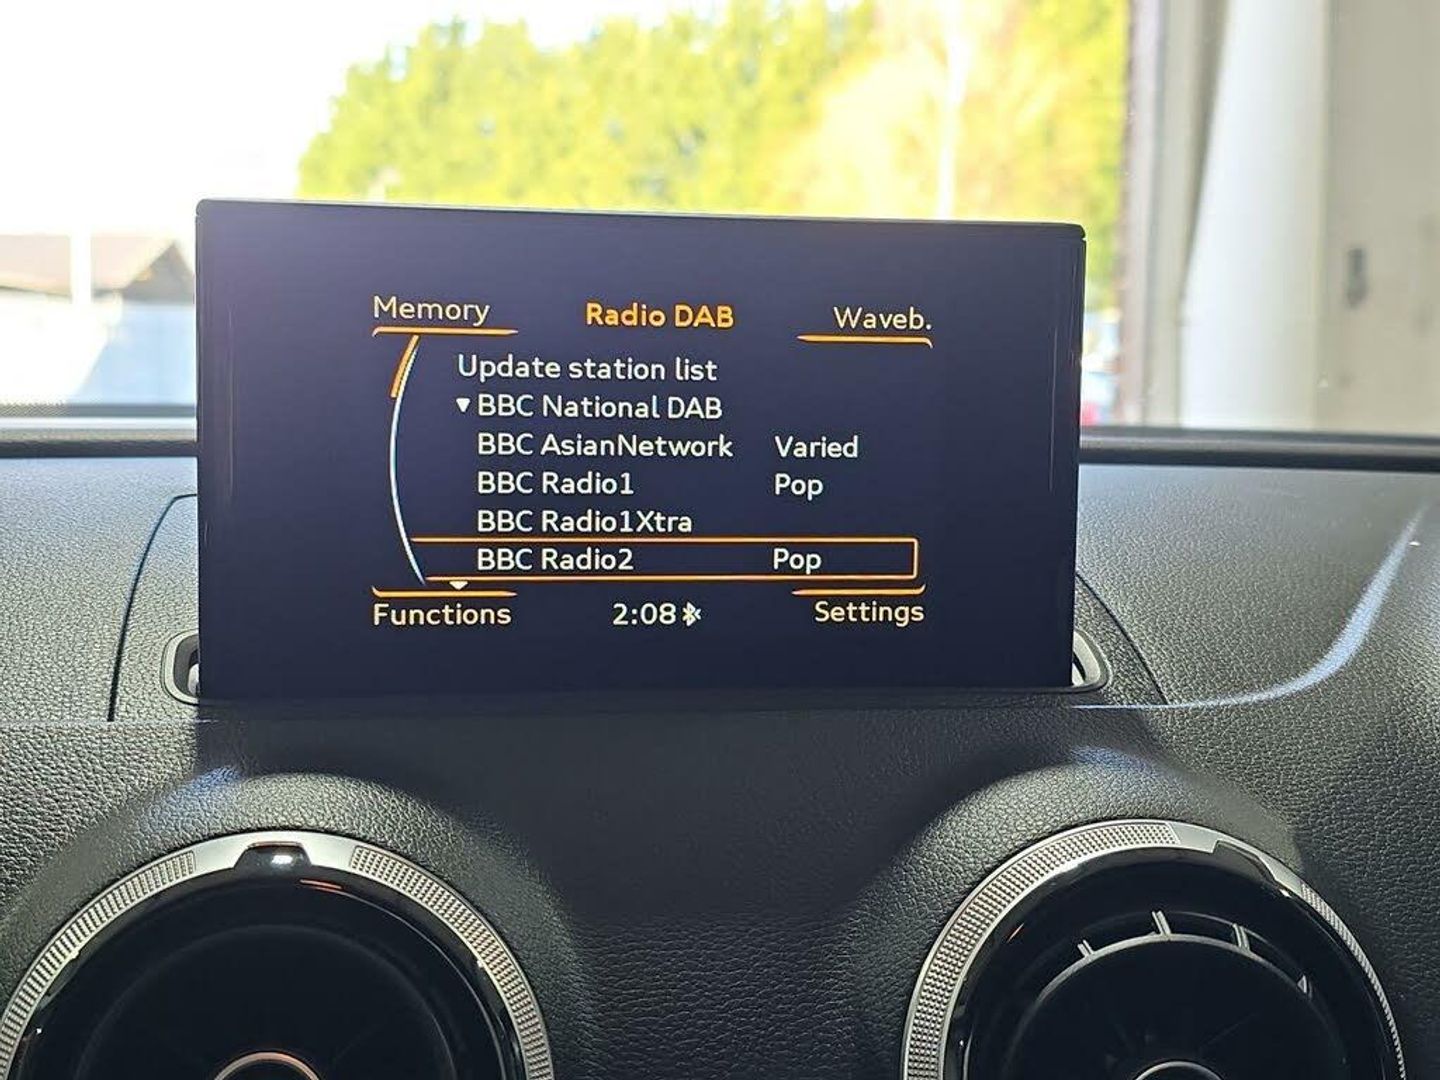 Memory Radio DAB Waveb.
Update station list
BBC National DAB
BBC AsianNetwork Varied
BBC Radio1 Pop
BBC Radio1Xtra
BBC Radio2 Pop
Functions 2:08 Settings